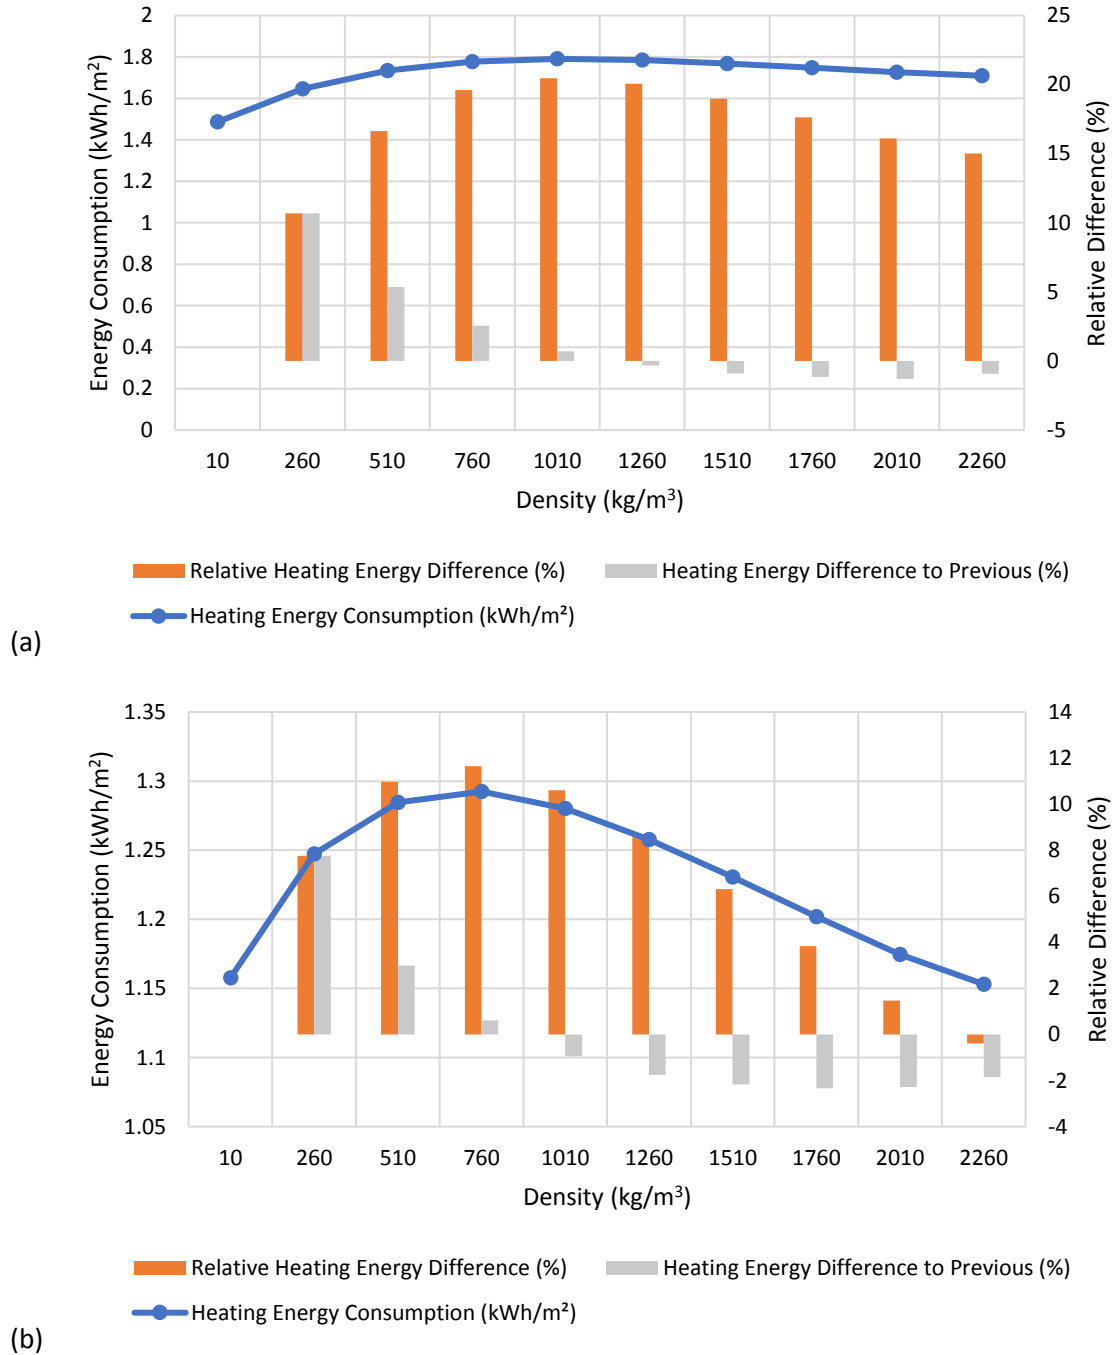 2
1.8
1.6
1.4
1.2
1
0.8
0.6
0.4
0.2
0
Energy Consumption (kWh/m²)
25
20
15
10
5
0
-5
Relative Difference (%)
10 260 510 760 1010 1260 1510 1760 2010 2260
Density (kg/m³)
Relative Heating Energy Difference (%) Heating Energy Difference to Previous (%)
Heating Energy Consumption (kWh/m²)
(a)
1.35
1.3
1.25
1.2
1.15
1.1
1.05
Energy Consumption (kWh/m²)
14
12
10
8
6
4
2
0
-2
-4
Relative Difference (%)
10 260 510 760 1010 1260 1510 1760 2010 2260
Density (kg/m³)
Relative Heating Energy Difference (%) Heating Energy Difference to Previous (%)
Heating Energy Consumption (kWh/m²)
(b)